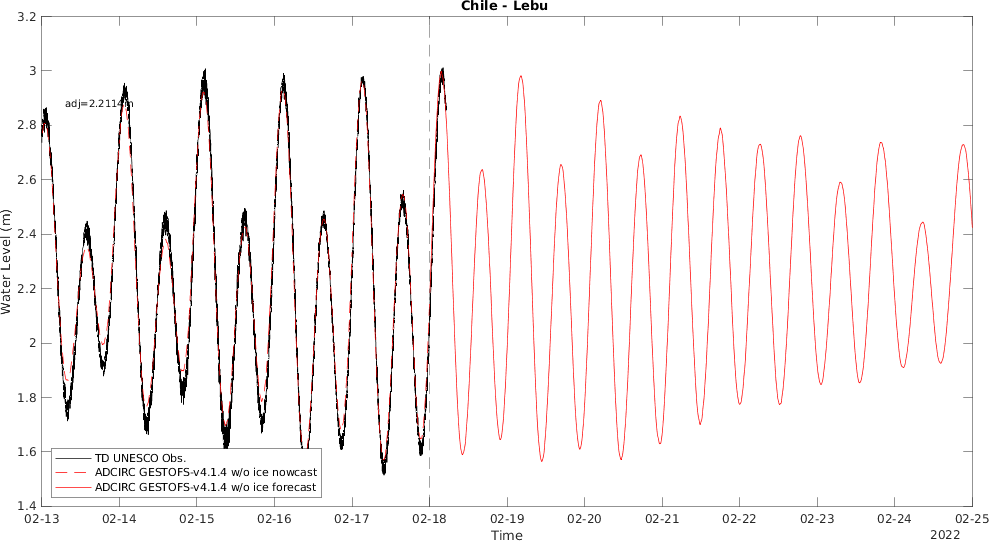 Chile - Lebu
3.2
3
2.8
2.6
2.4
2.2
2
1.8
1.6
1.4
Water Level (m)
adj=2.2114m
TD UNESCO Obs.
ADCIRC GESTOFS-v4.1.4 w/o ice nowcast
ADCIRC GESTOFS-v4.1.4 w/o ice forecast
02-13 02-14 02-15 02-16 02-17 02-18 02-19 02-20 02-21 02-22 02-23 02-24 02-25
Time
2022